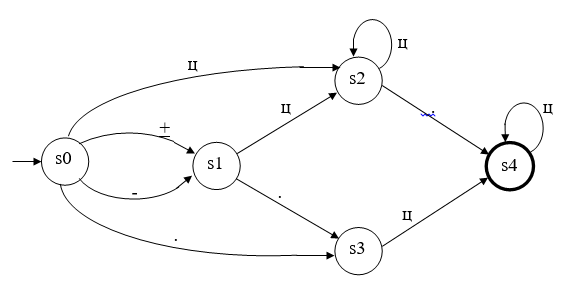 ц
ц
s2
ц
.
ц
+
s0
s1
s4
-
.
ц
.
s3